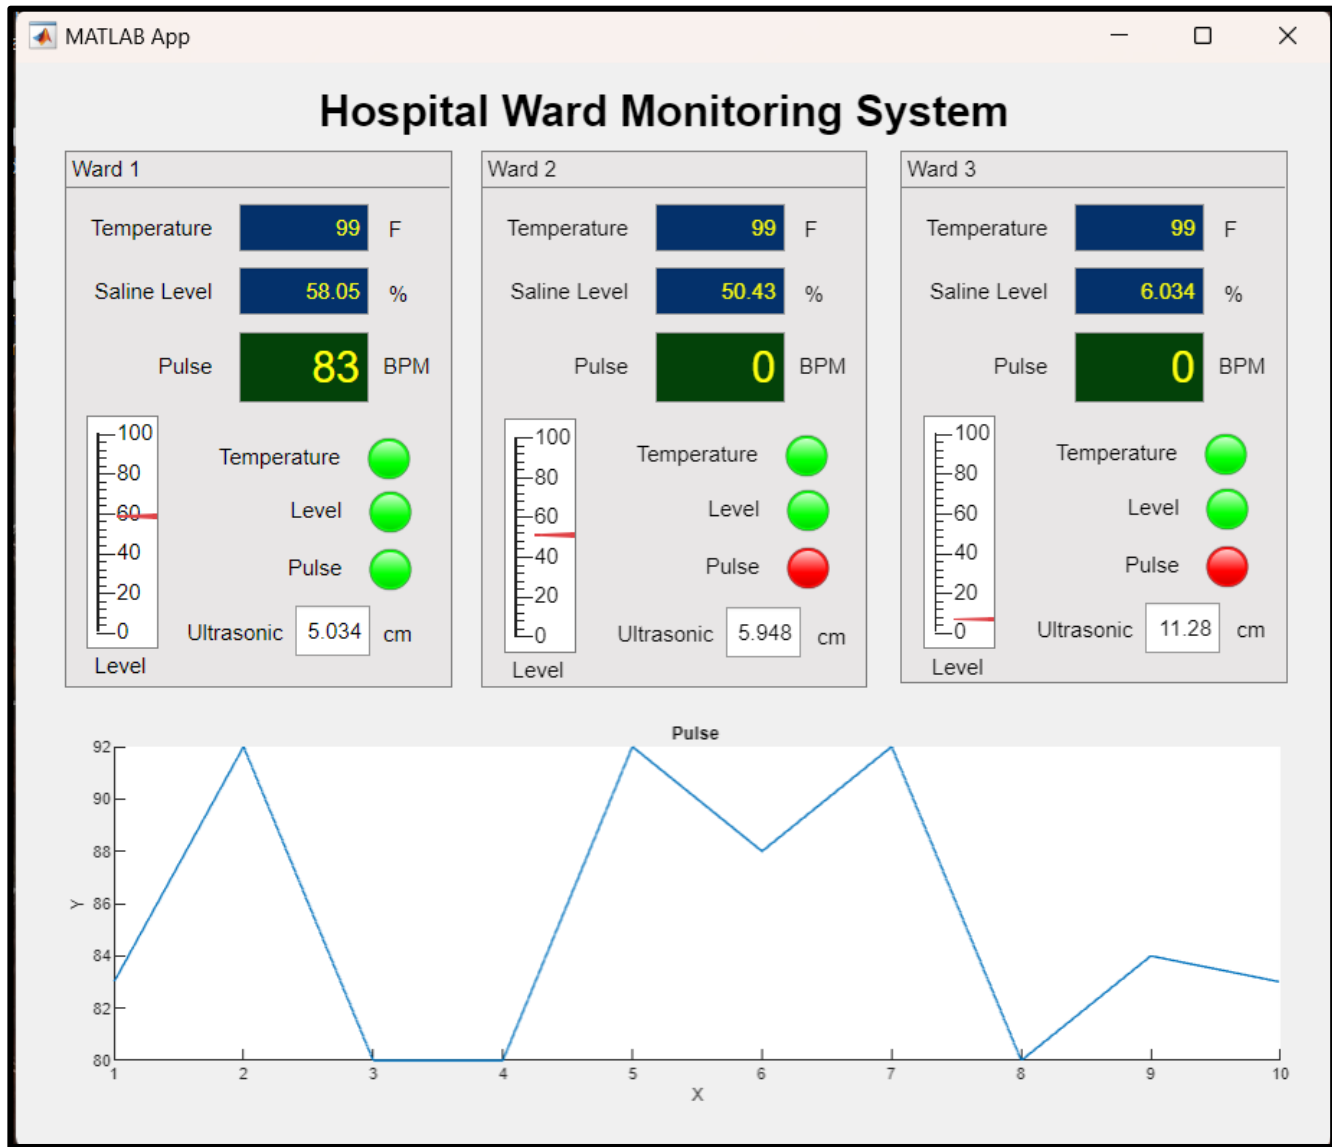 MATLAB App
Hospital Ward Monitoring System
Ward 1
Temperature 99 F
Saline Level 58.05 %
Pulse 83 BPM
100
80
60
40
20
0
Level
Temperature
Level
Pulse
Ultrasonic 5.034 cm
Ward 2
Temperature 99 F
Saline Level 50.43 %
Pulse 0 BPM
100
80
60
40
20
0
Level
Temperature
Level
Pulse
Ultrasonic 5.948 cm
Ward 3
Temperature 99 F
Saline Level 6.034 %
Pulse 0 BPM
100
80
60
40
20
0
Level
Temperature
Level
Pulse
Ultrasonic 11.28 cm
Pulse
92
90
88
86
84
82
80
Y
1 2 3 4 5 6 7 8 9 10
X